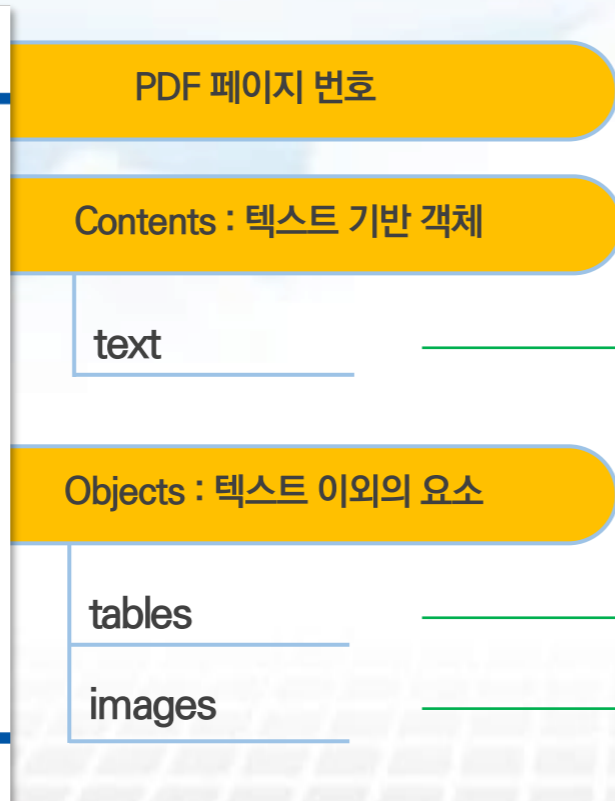 PDF 페이지 번호
Contents : 텍스트 기반 객체
text
Objects : 텍스트 이외의 요소
tables
images